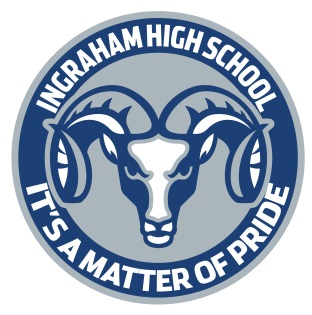 INGRAHAM HIGH SCHOOL
IT'S A MATTER OF PRIDE